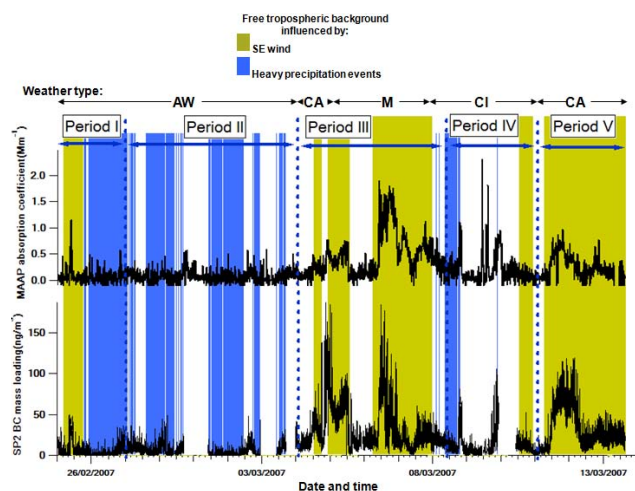 Free tropospheric background
influenced by:
SE wind
Heavy precipitation events
Weather type:
AW CA M CI CA
Period I Period II Period III Period IV Period V
MAAP absorption coefficient(Mm⁻¹)
2.0
1.5
1.0
0.5
0.0
SP2 BC mass loading(ng/m⁻³)
150
100
50
0
26/02/2007 03/03/2007 08/03/2007 13/03/2007
Date and time